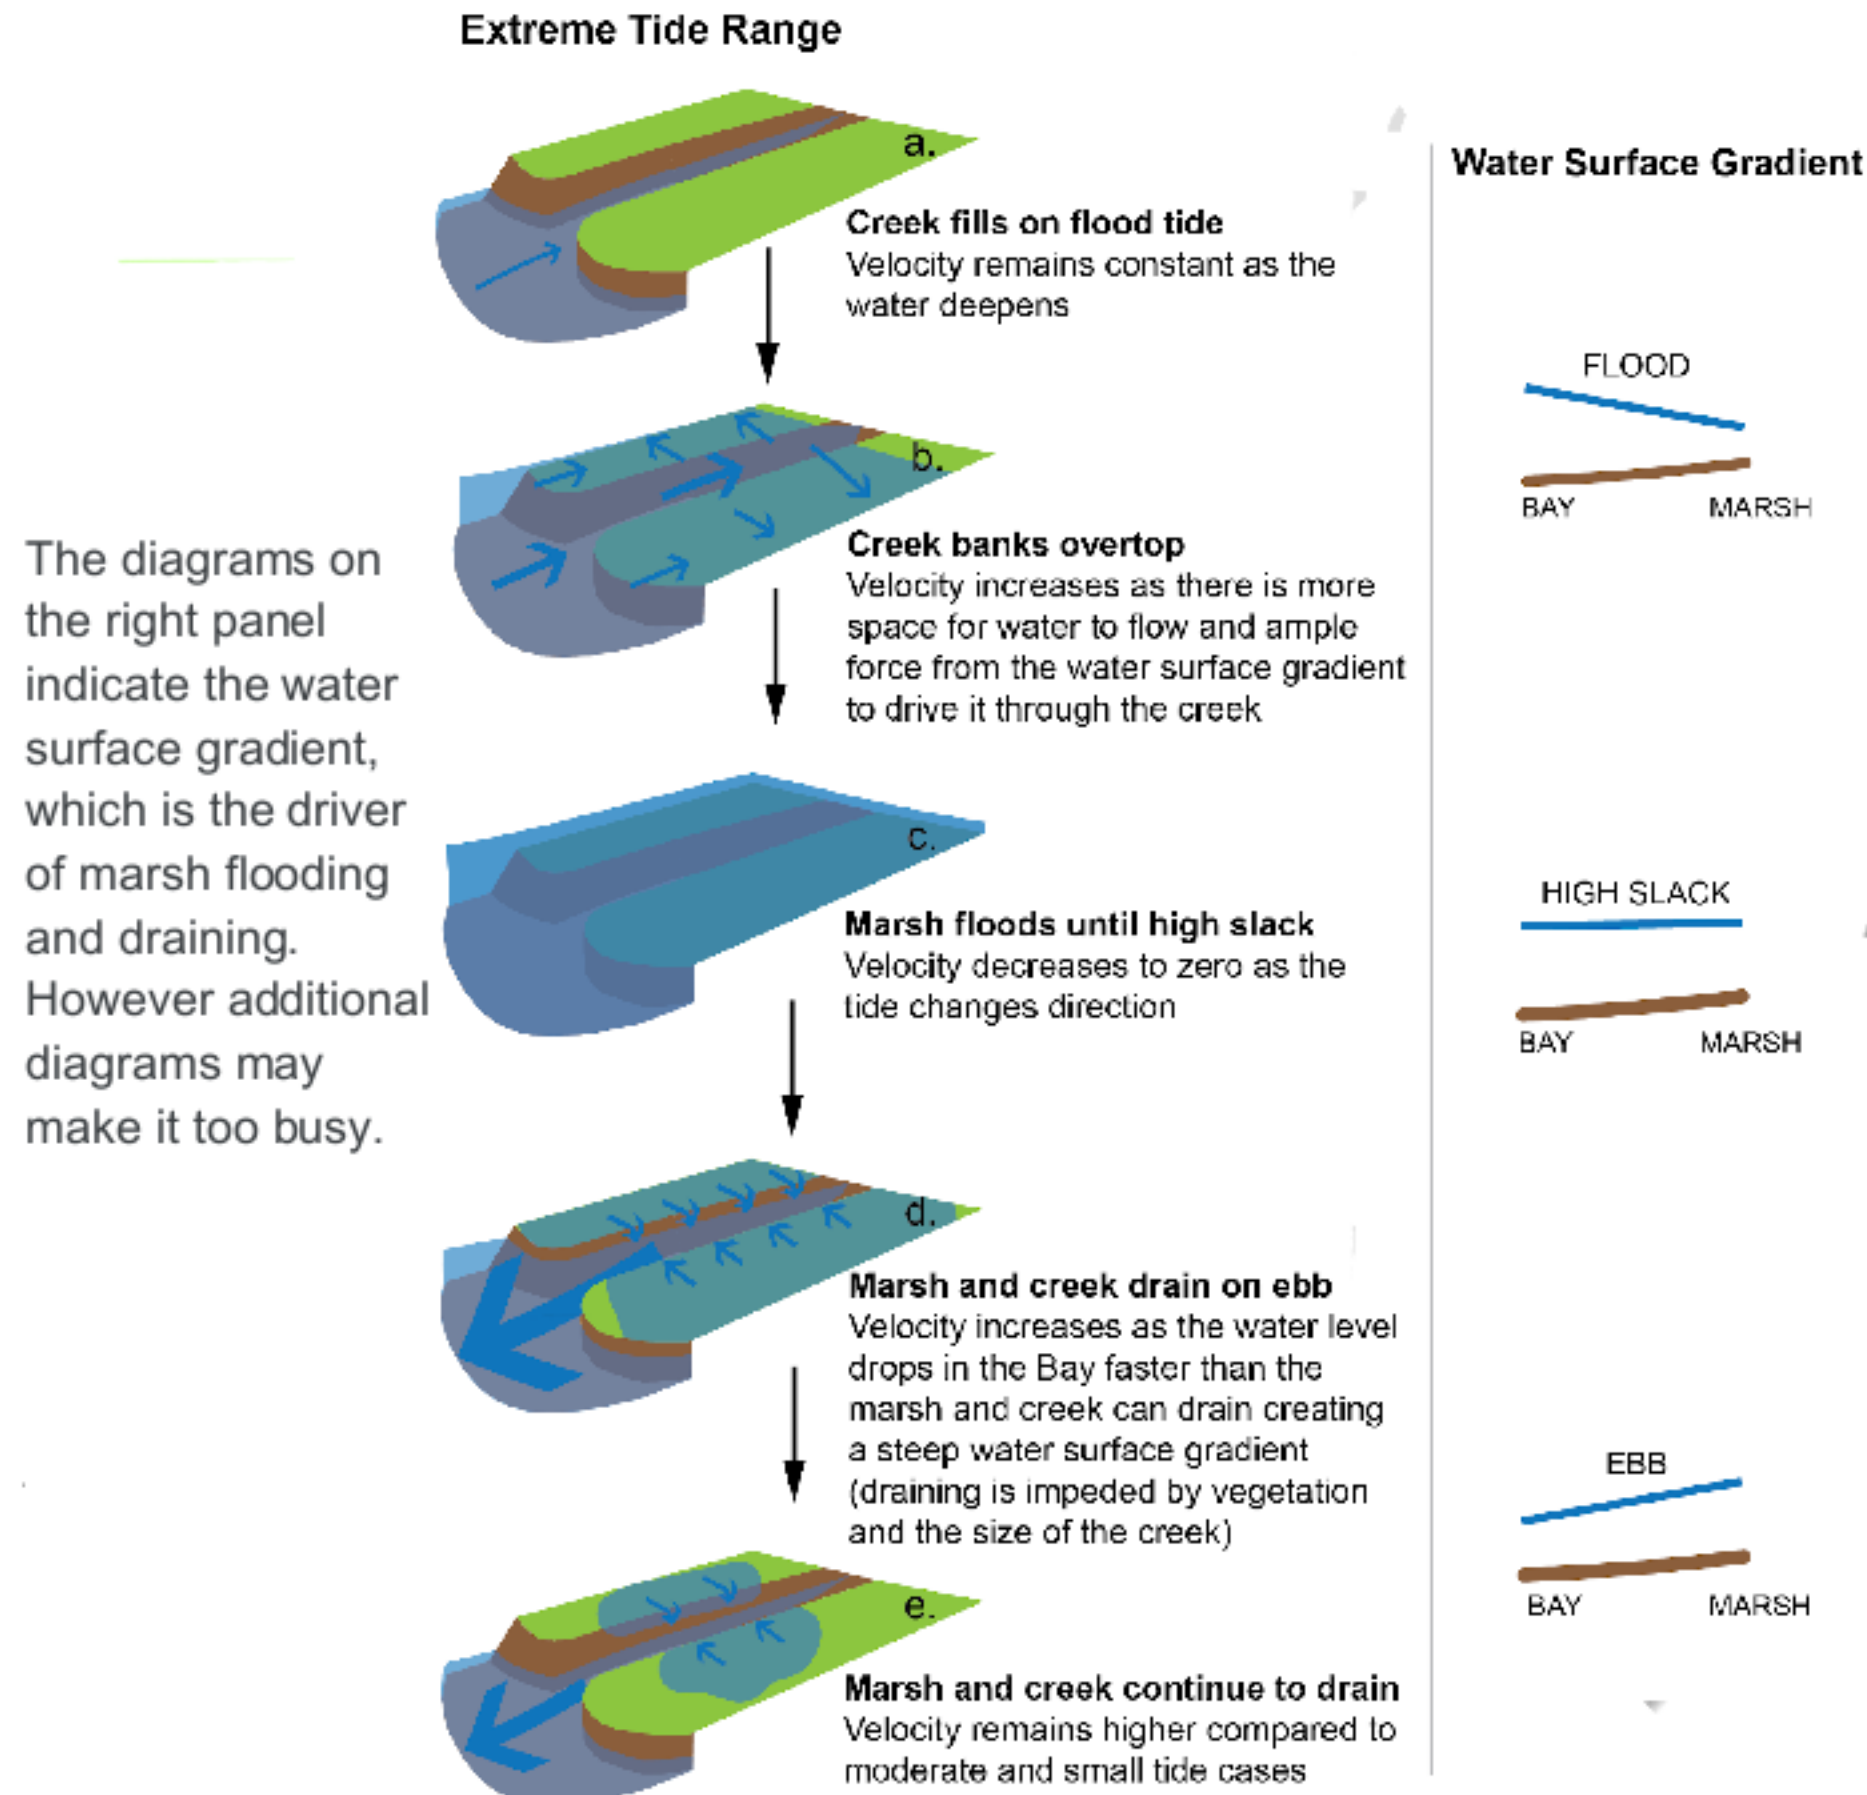 Extreme Tide Range
a.
Creek fills on flood tide
Velocity remains constant as the
water deepens
b.
Creek banks overtop
Velocity increases as there is more
space for water to flow and ample
force from the water surface gradient
to drive it through the creek
c.
Marsh floods until high slack
Velocity decreases to zero as the
tide changes direction
d.
Marsh and creek drain on ebb
Velocity increases as the water level
drops in the Bay faster than the
marsh and creek can drain creating
a steep water surface gradient
(draining is impeded by vegetation
and the size of the creek)
e.
Marsh and creek continue to drain
Velocity remains higher compared to
moderate and small tide cases
The diagrams on
the right panel
indicate the water
surface gradient,
which is the driver
of marsh flooding
and draining.
However additional
diagrams may
make it too busy.
Water Surface Gradient
FLOOD
BAY MARSH
HIGH SLACK
BAY MARSH
EBB
BAY MARSH